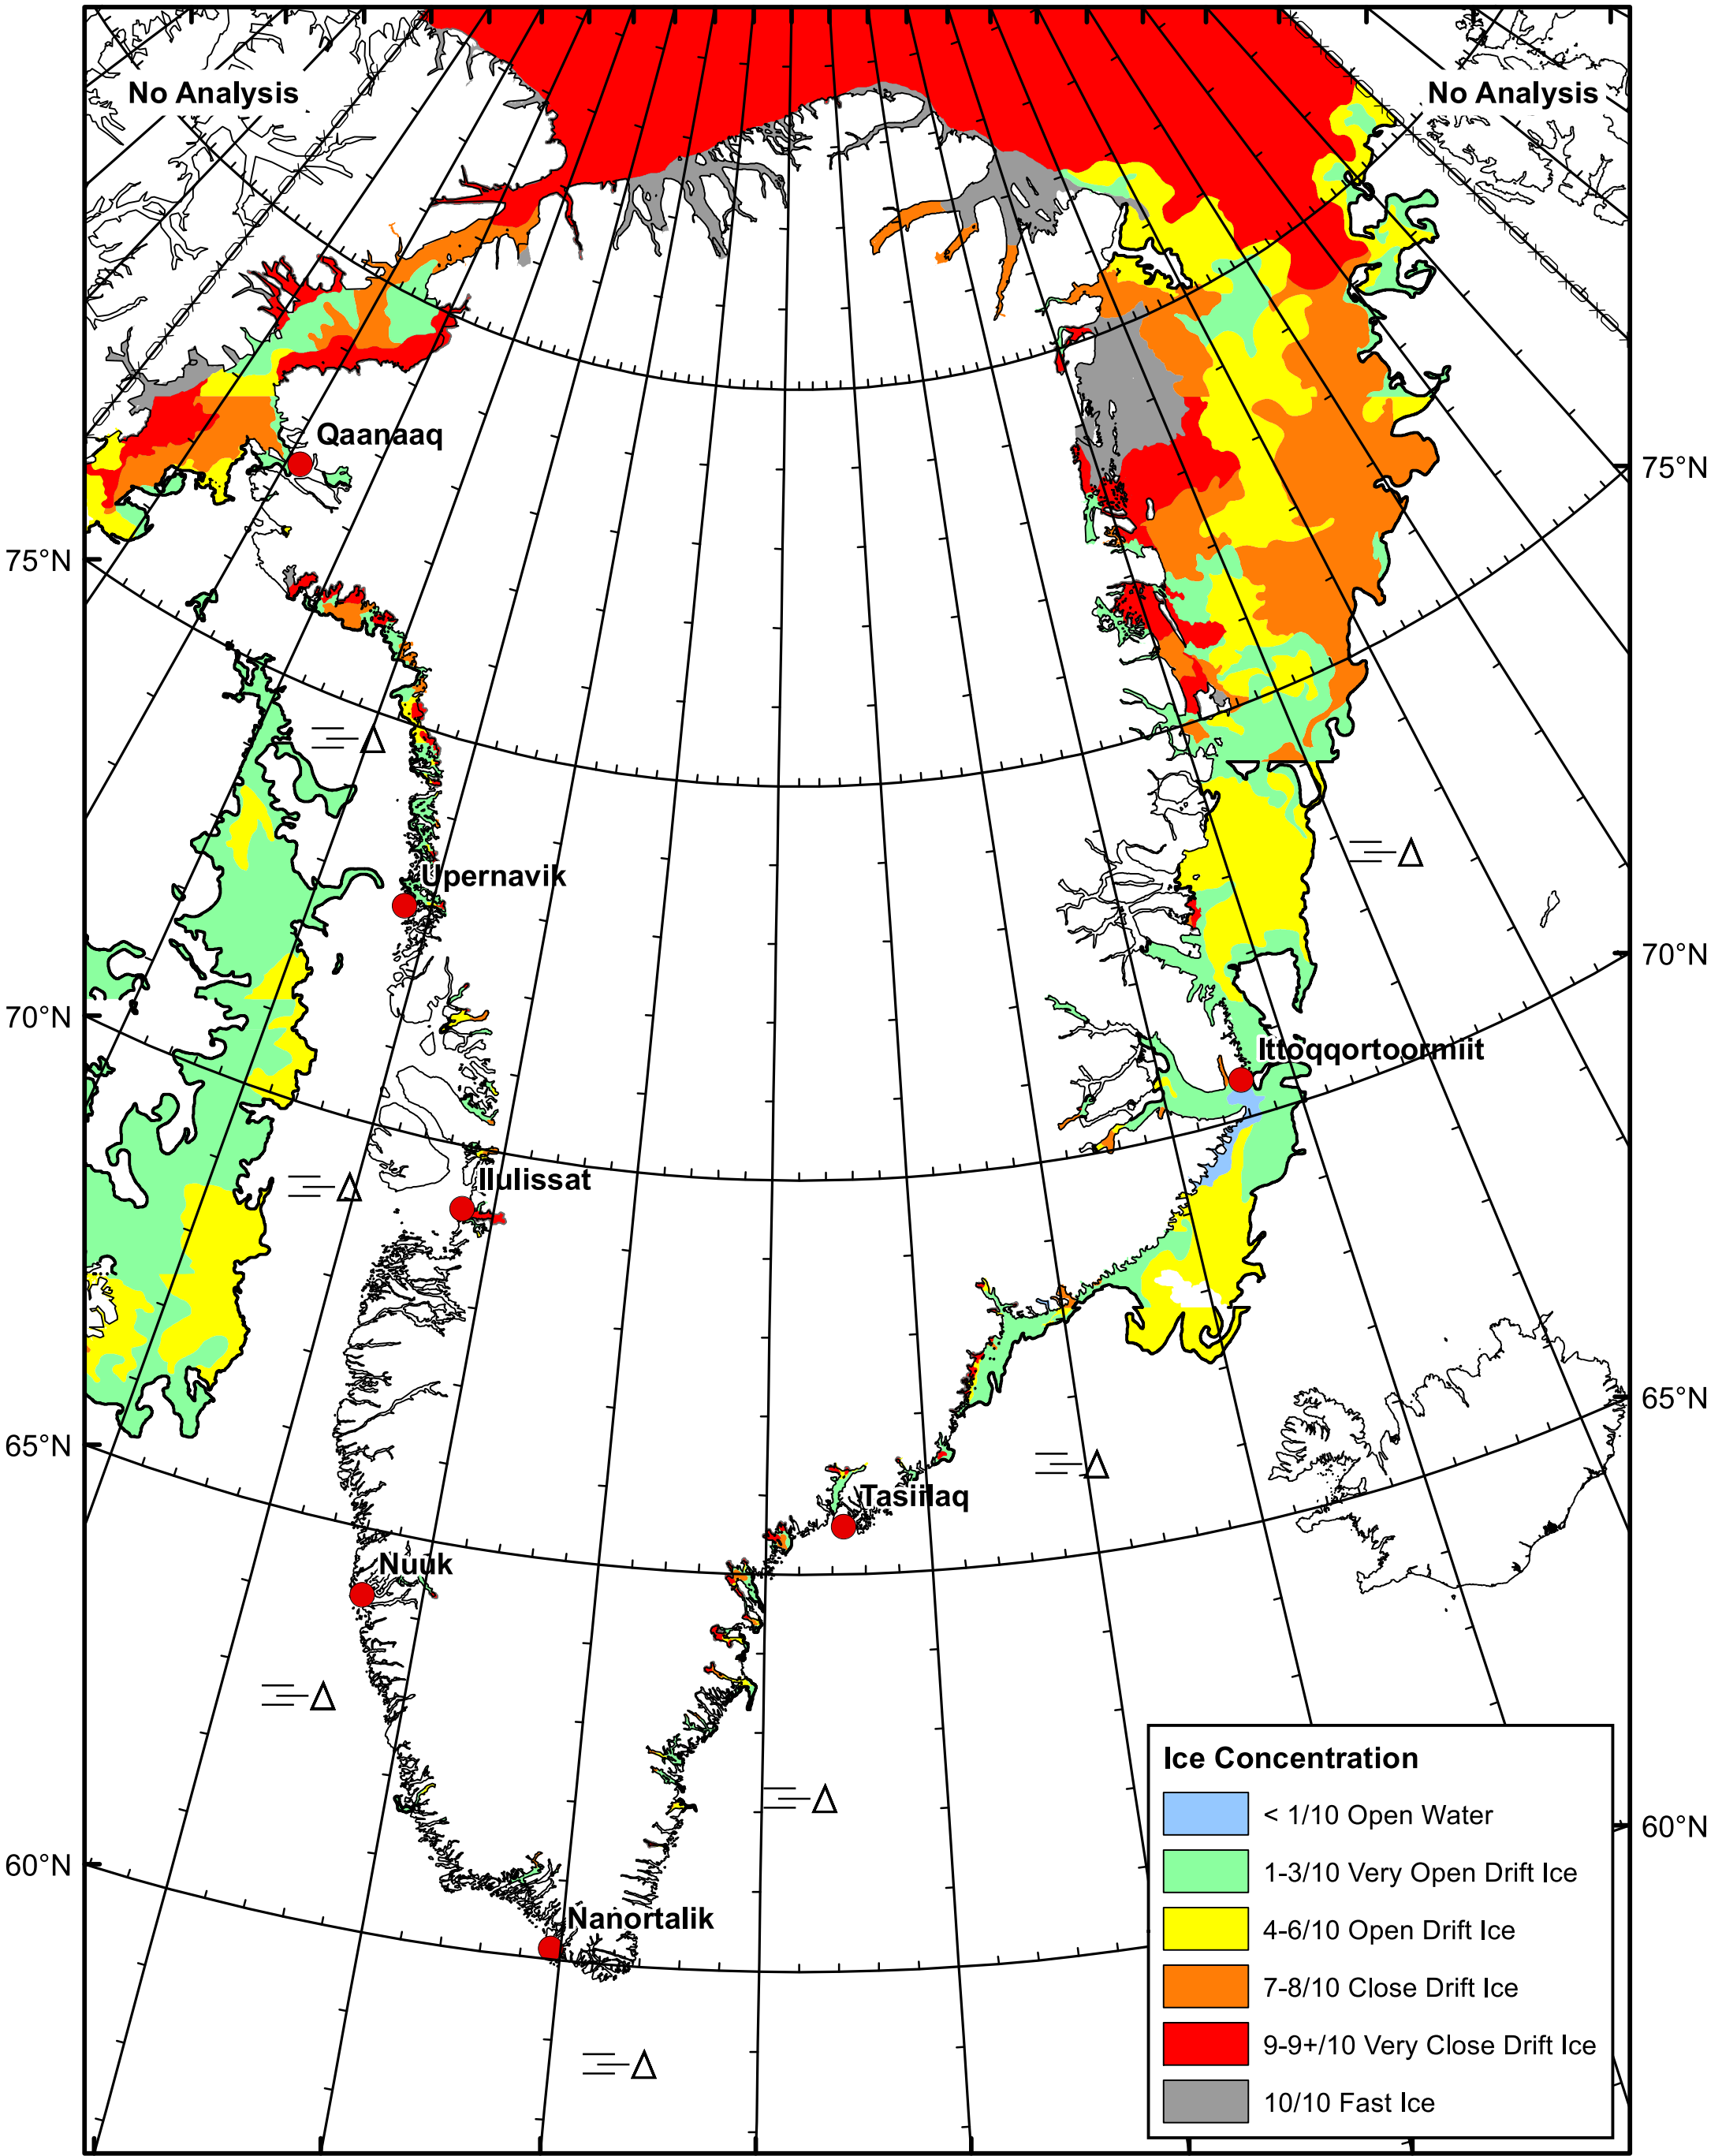 No Analysis
No Analysis
Qaanaaq
75°N
75°N
Upernavik
70°N
70°N
Ittoqqortoormiit
Ilulissat
65°N
65°N
Tasiilaq
Nuuk
Ice Concentration
< 1/10 Open Water
60°N
1-3/10 Very Open Drift Ice
60°N
Nanortalik
4-6/10 Open Drift Ice
7-8/10 Close Drift Ice
9-9+/10 Very Close Drift Ice
10/10 Fast Ice